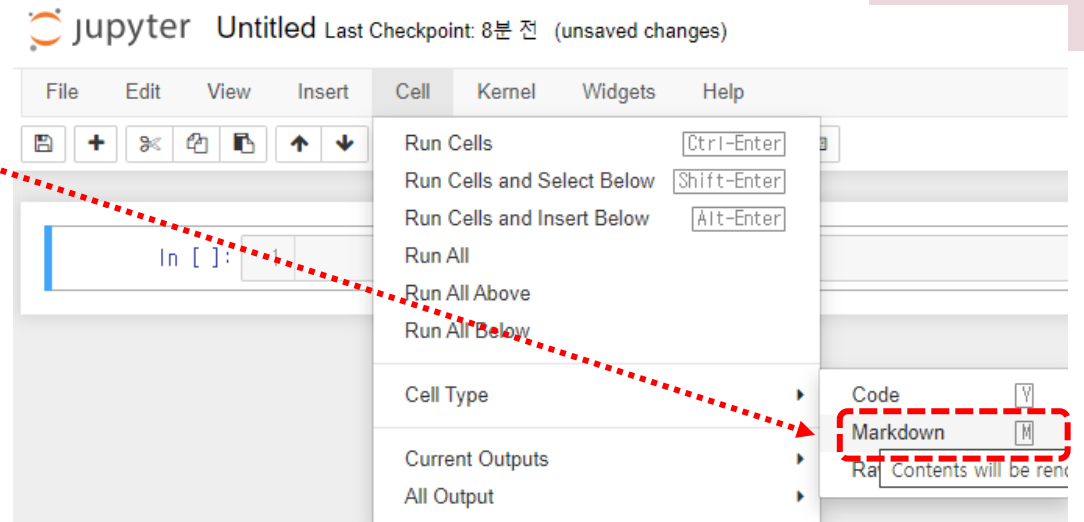 jupyter Untitled Last Checkpoint: 8분 전 (unsaved changes)
File Edit View Insert Cell Kernel Widgets Help
Run Cells Ctrl-Enter
Run Cells and Select Below Shift-Enter
Run Cells and Insert Below Alt-Enter
In [ ]: 1
Run All
Run All Above
Run All Below
Cell Type
Code Y
Markdown M
Current Outputs
Contents will be
All Output